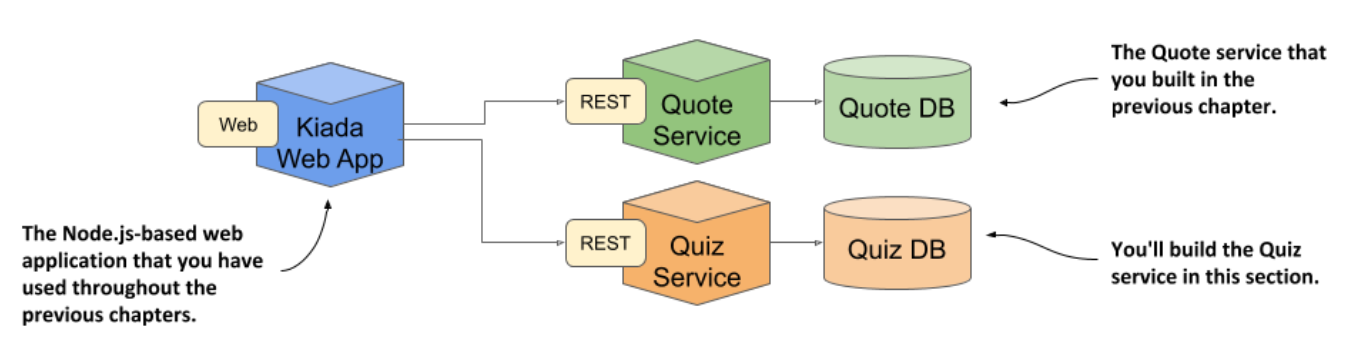 Web
Kiada
Web App
The Node.js-based web
application that you have
used throughout the
previous chapters.
REST
Quote
Service
Quote DB
The Quote service that
you built in the
previous chapter.
REST
Quiz
Service
Quiz DB
You'll build the Quiz
service in this section.